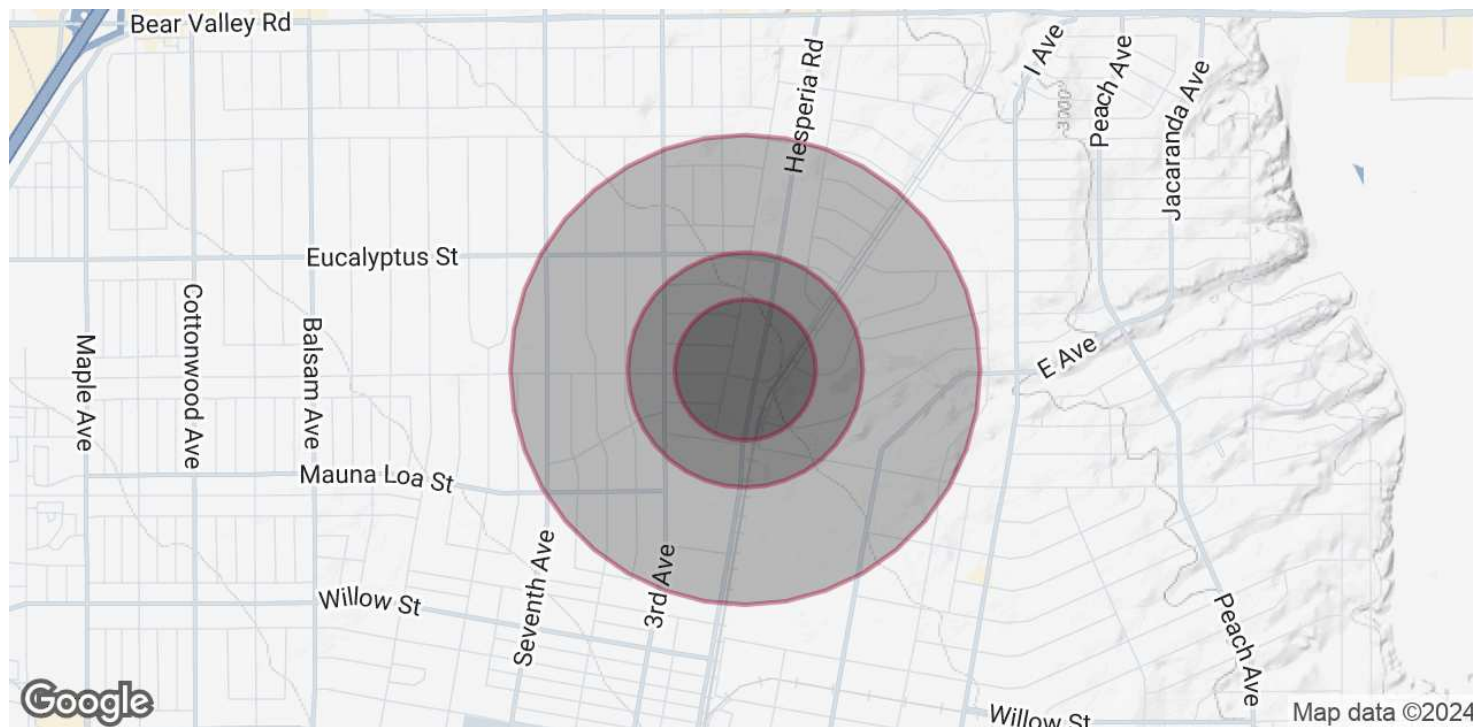 Bear Valley Rd
Hesperia Rd
I Ave
Peach Ave
3000
Jacaranda Ave
Eucalyptus St
Maple Ave
Cottonwood Ave
Balsam Ave
E Ave
Mauna Loa St
Seventh Ave
3rd Ave
Willow St
Peach Ave
Willow St
Google
Map data ©2024